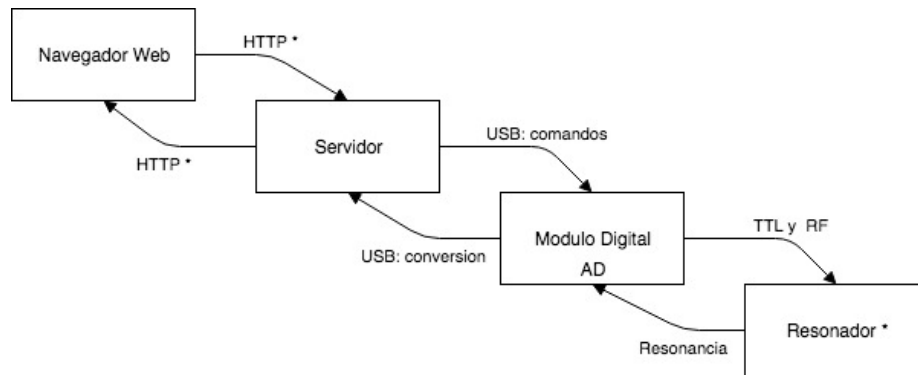 Navegador Web
HTTP *
HTTP *
Servidor
USB: comandos
USB: conversion
Modulo Digital
AD
TTL y RF
Resonancia
Resonador *